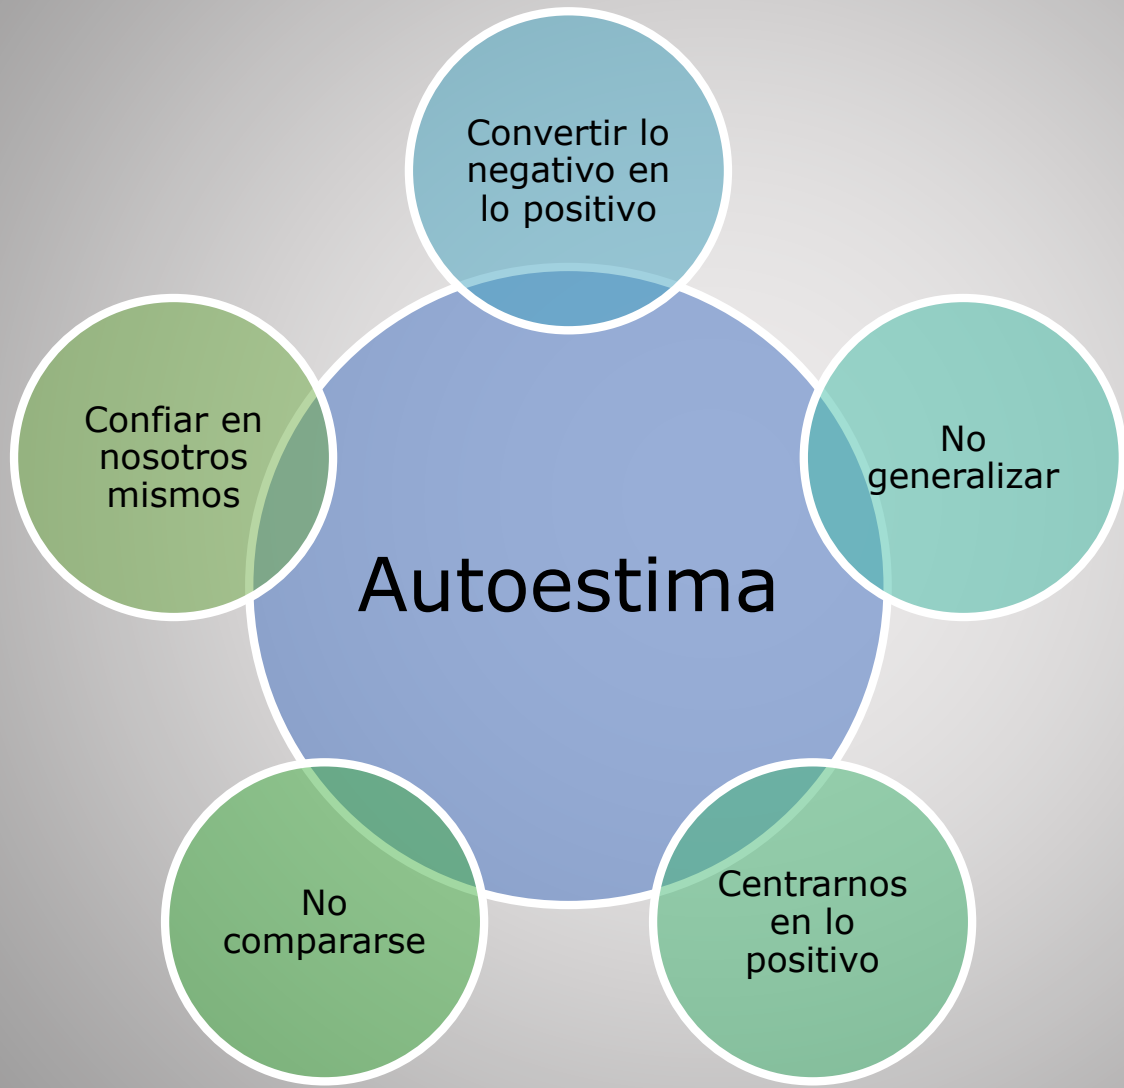 Convertir lo
negativo en
lo positivo
Confiar en
nosotros
mismos
No
generalizar
Autoestima
No
compararse
Centrarnos
en lo
positivo